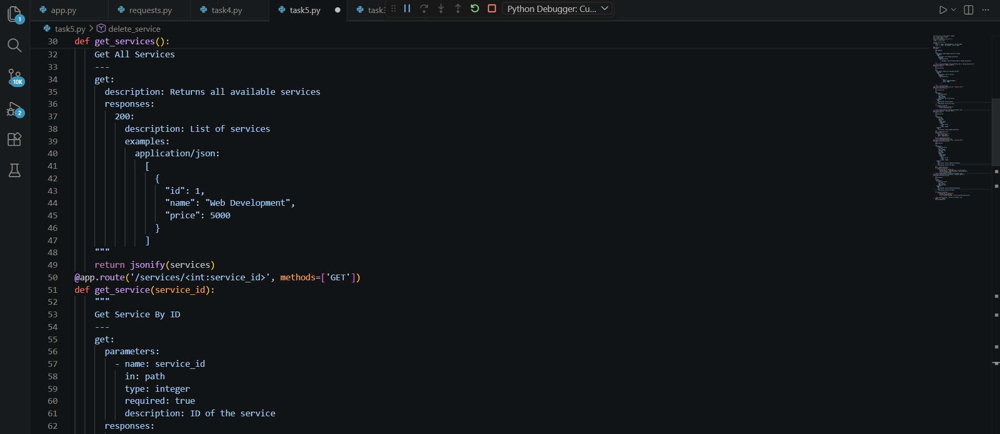 app.py
requests.py
task4.py
task5.py
Python Debugger: Cu...
1
task5.py > delete_service
10K
2
30 def get_services():
32 Get All Services
33 ---
34 get:
35 description: Returns all available services
36 responses:
37 200:
38 description: List of services
39 examples:
40 application/json:
41 [
42 {
43 "id": 1,
44 "name": "Web Development",
45 "price": 5000
46 }
47 ]
48 """
49 return jsonify(services)
50 @app.route('/services/<int:service_id>', methods=['GET'])
51 def get_service(service_id):
52 """
53 Get Service By ID
54 ---
55 get:
56 parameters:
57 - name: service_id
58 in: path
59 type: integer
60 required: true
61 description: ID of the service
62 responses: